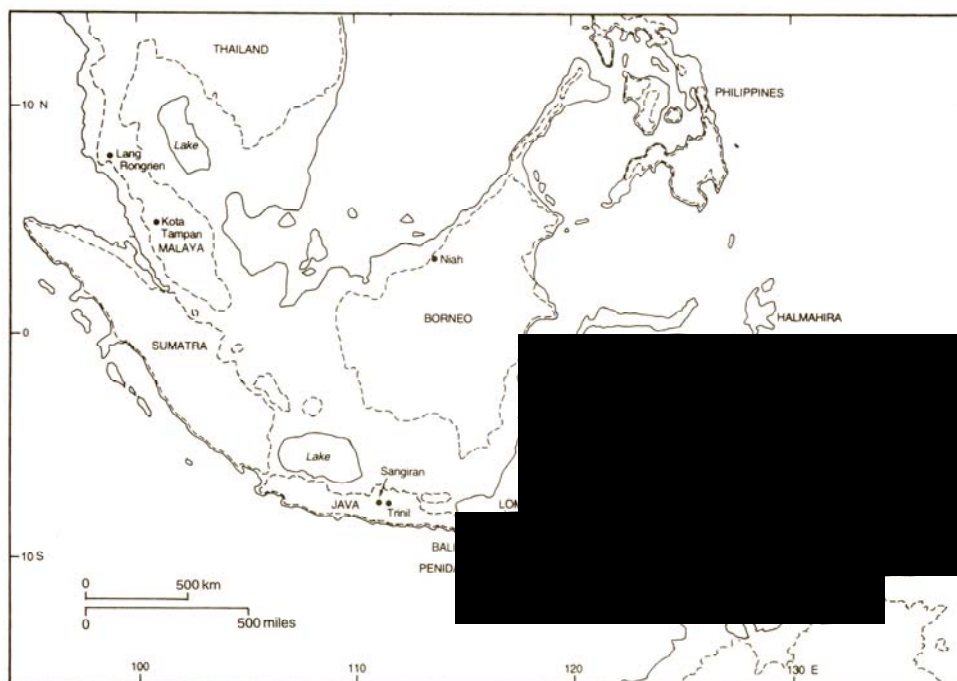 THAILAND
PHILIPPINES
10 N
Lake
Lang
Rongrien
Kota
Tampan
MALAYA
Niah
BORNEO
HALMAHIRA
0
SUMATRA
Lake
Sangiran
JAVA
Trinil
10 S
0 500 km
0 500 miles
100
110
120
130 E